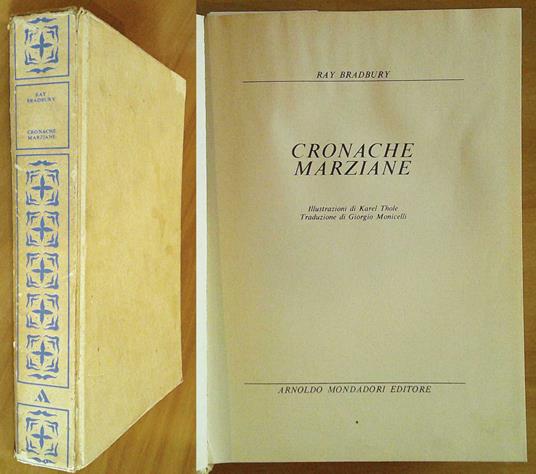 RAY
BRADBURY
CRONACHE
MARZIANE
RAY BRADBURY
CRONACHE
MARZIANE
Illustrazioni di Karel Thole
Traduzione di Giorgio Monicelli
ARNOLDO MONDADORI EDITORE